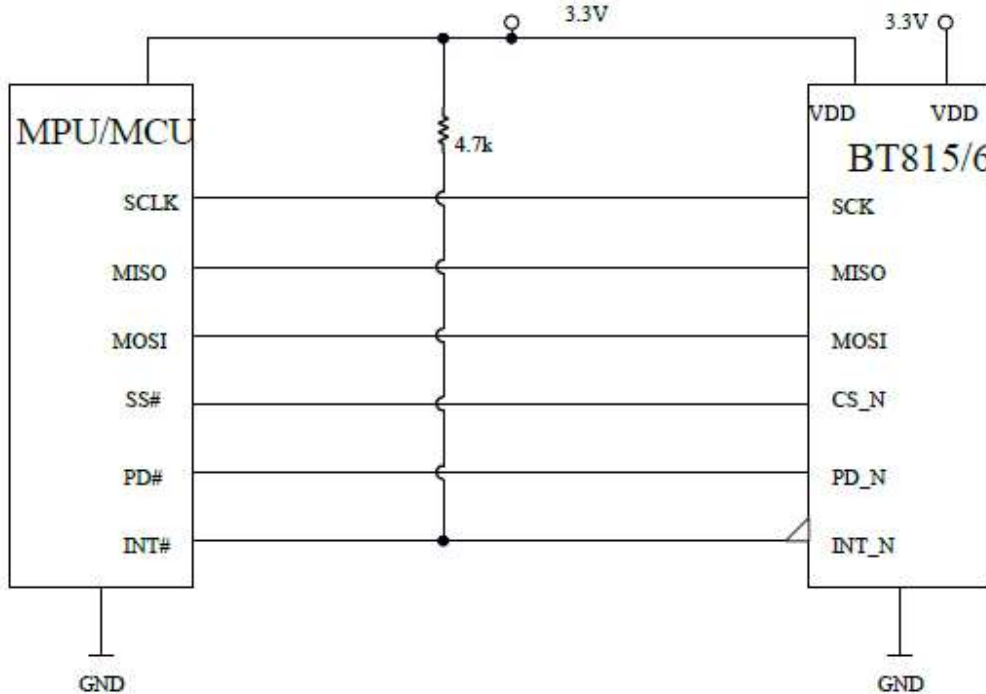 3.3V
3.3V
VDD
VDD
MPU/MCU
4.7k
BT815/6
SCLK
SCK
MISO
MISO
MOSI
MOSI
SS#
CS_N
PD#
PD_N
INT#
INT_N
GND
GND